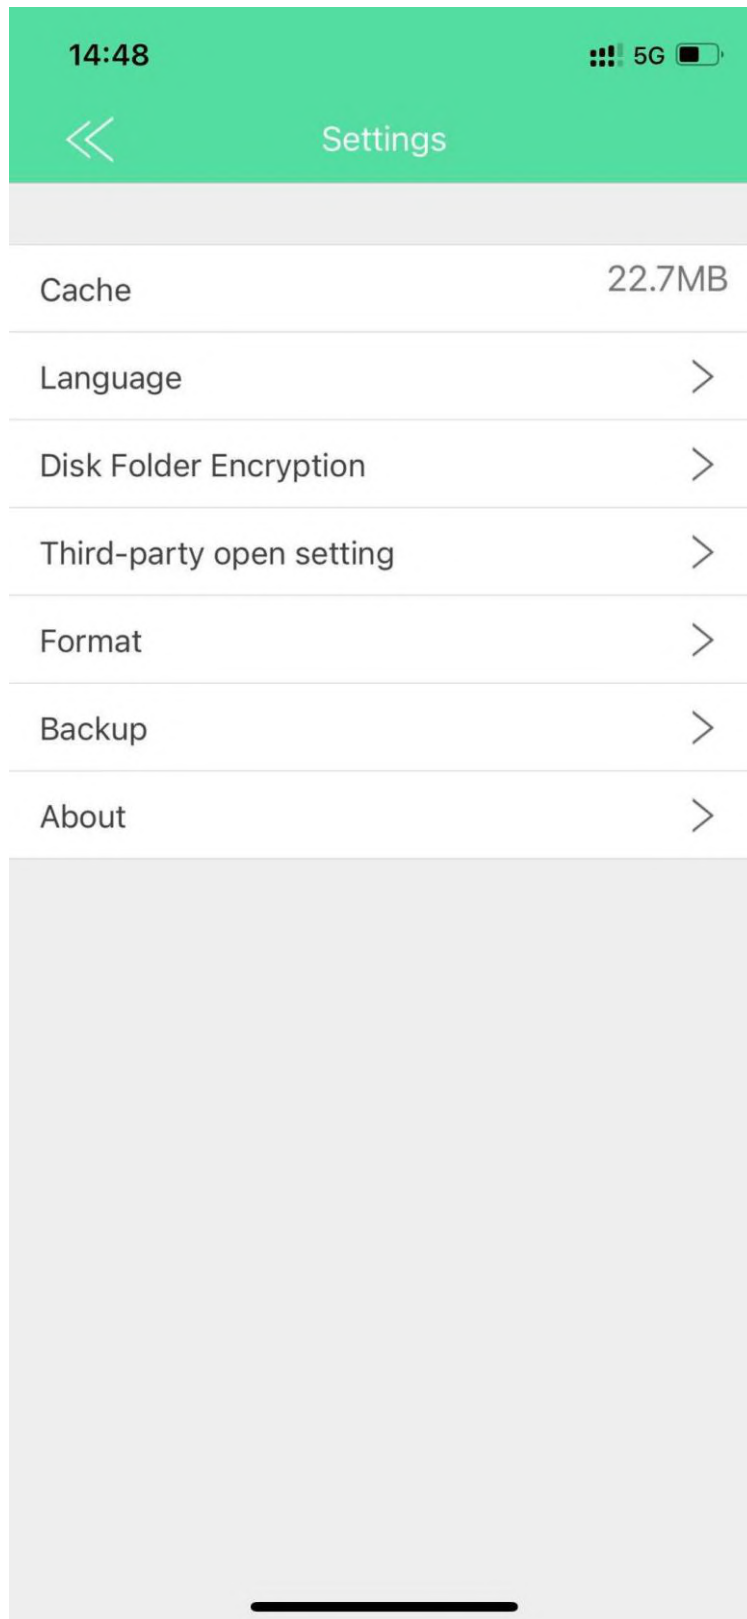 14:48 5G
Settings
Cache 22.7MB
Language
Disk Folder Encryption
Third-party open setting
Format
Backup
About